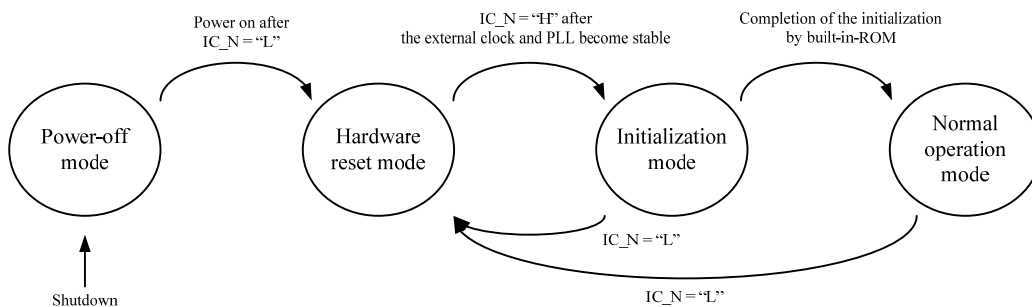 Power on after
IC_N = “L”
IC_N = “H” after
the external clock and PLL become stable
Completion of the initialization
by built-in-ROM
Power-off
mode
Hardware
reset mode
Initialization
mode
Normal
operation
mode
IC_N = “L”
IC_N = “L”
Shutdown